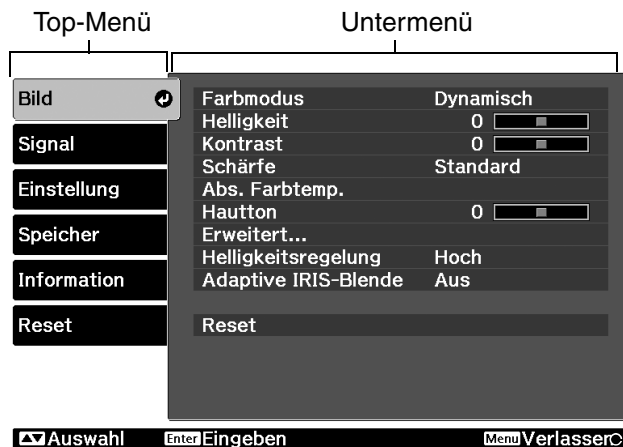 Top-Menü Untermenü
Bild
Signal
Einstellung
Speicher
Information
Reset
Farbmodus Dynamisch
Helligkeit 0
Kontrast 0
Schärfe Standard
Abs. Farbtemp.
Hautton 0
Erweitert...
Helligkeitsregelung Hoch
Adaptive IRIS-Blende Aus
Reset
Auswahl Enter Eingeben Menu Verlassen